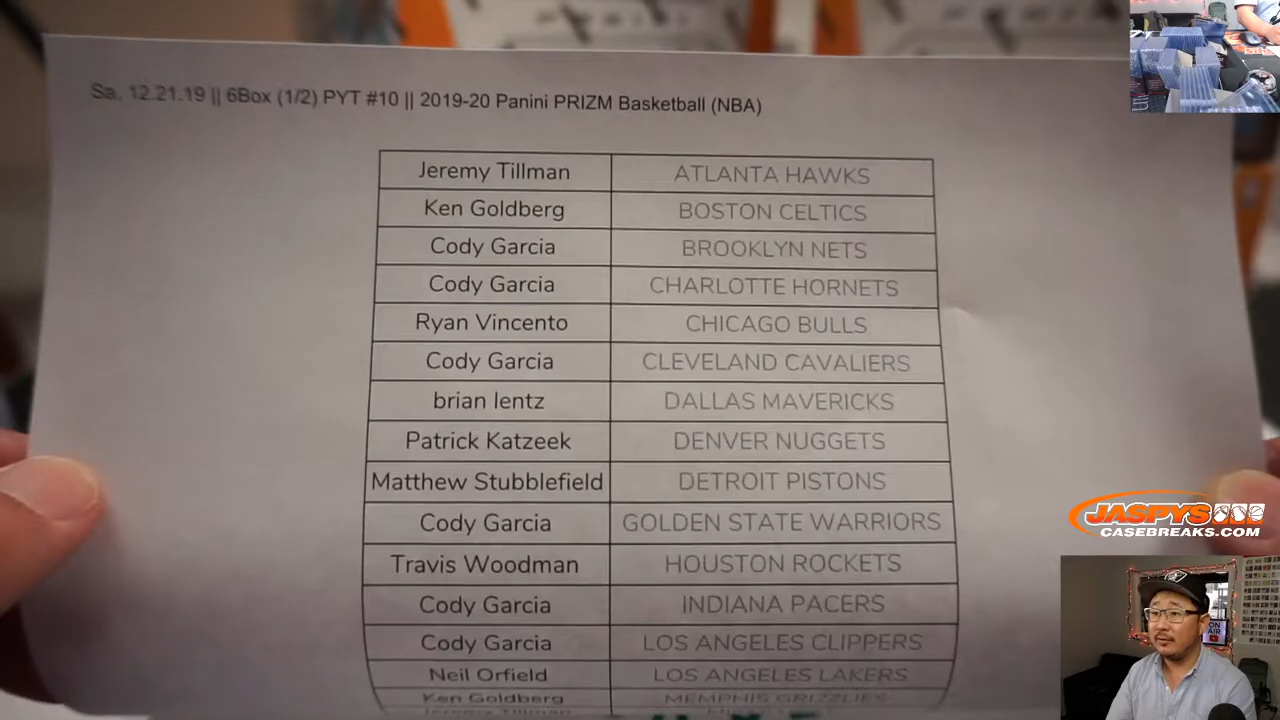 Sa, 12.21.19 || 6Box (1/2) PYT #10 || 2019-20 Panini PRIZM Basketball (NBA)
Jeremy Tillman ATLANTA HAWKS
Ken Goldberg BOSTON CELTICS
Cody Garcia BROOKLYN NETS
Cody Garcia CHARLOTTE HORNETS
Ryan Vincento CHICAGO BULLS
Cody Garcia CLEVELAND CAVALIERS
brian lentz DALLAS MAVERICKS
Patrick Katzeek DENVER NUGGETS
Matthew Stubblefield DETROIT PISTONS
Cody Garcia GOLDEN STATE WARRIORS
Travis Woodman HOUSTON ROCKETS
Cody Garcia INDIANA PACERS
Cody Garcia LOS ANGELES CLIPPERS
Neil Orfield LOS ANGELES LAKERS
Ken Goldberg MEMPHIS GRIZZLIES
Jeremy Tillman
JASPYS
CASEBREAKS.COM
ON AIR